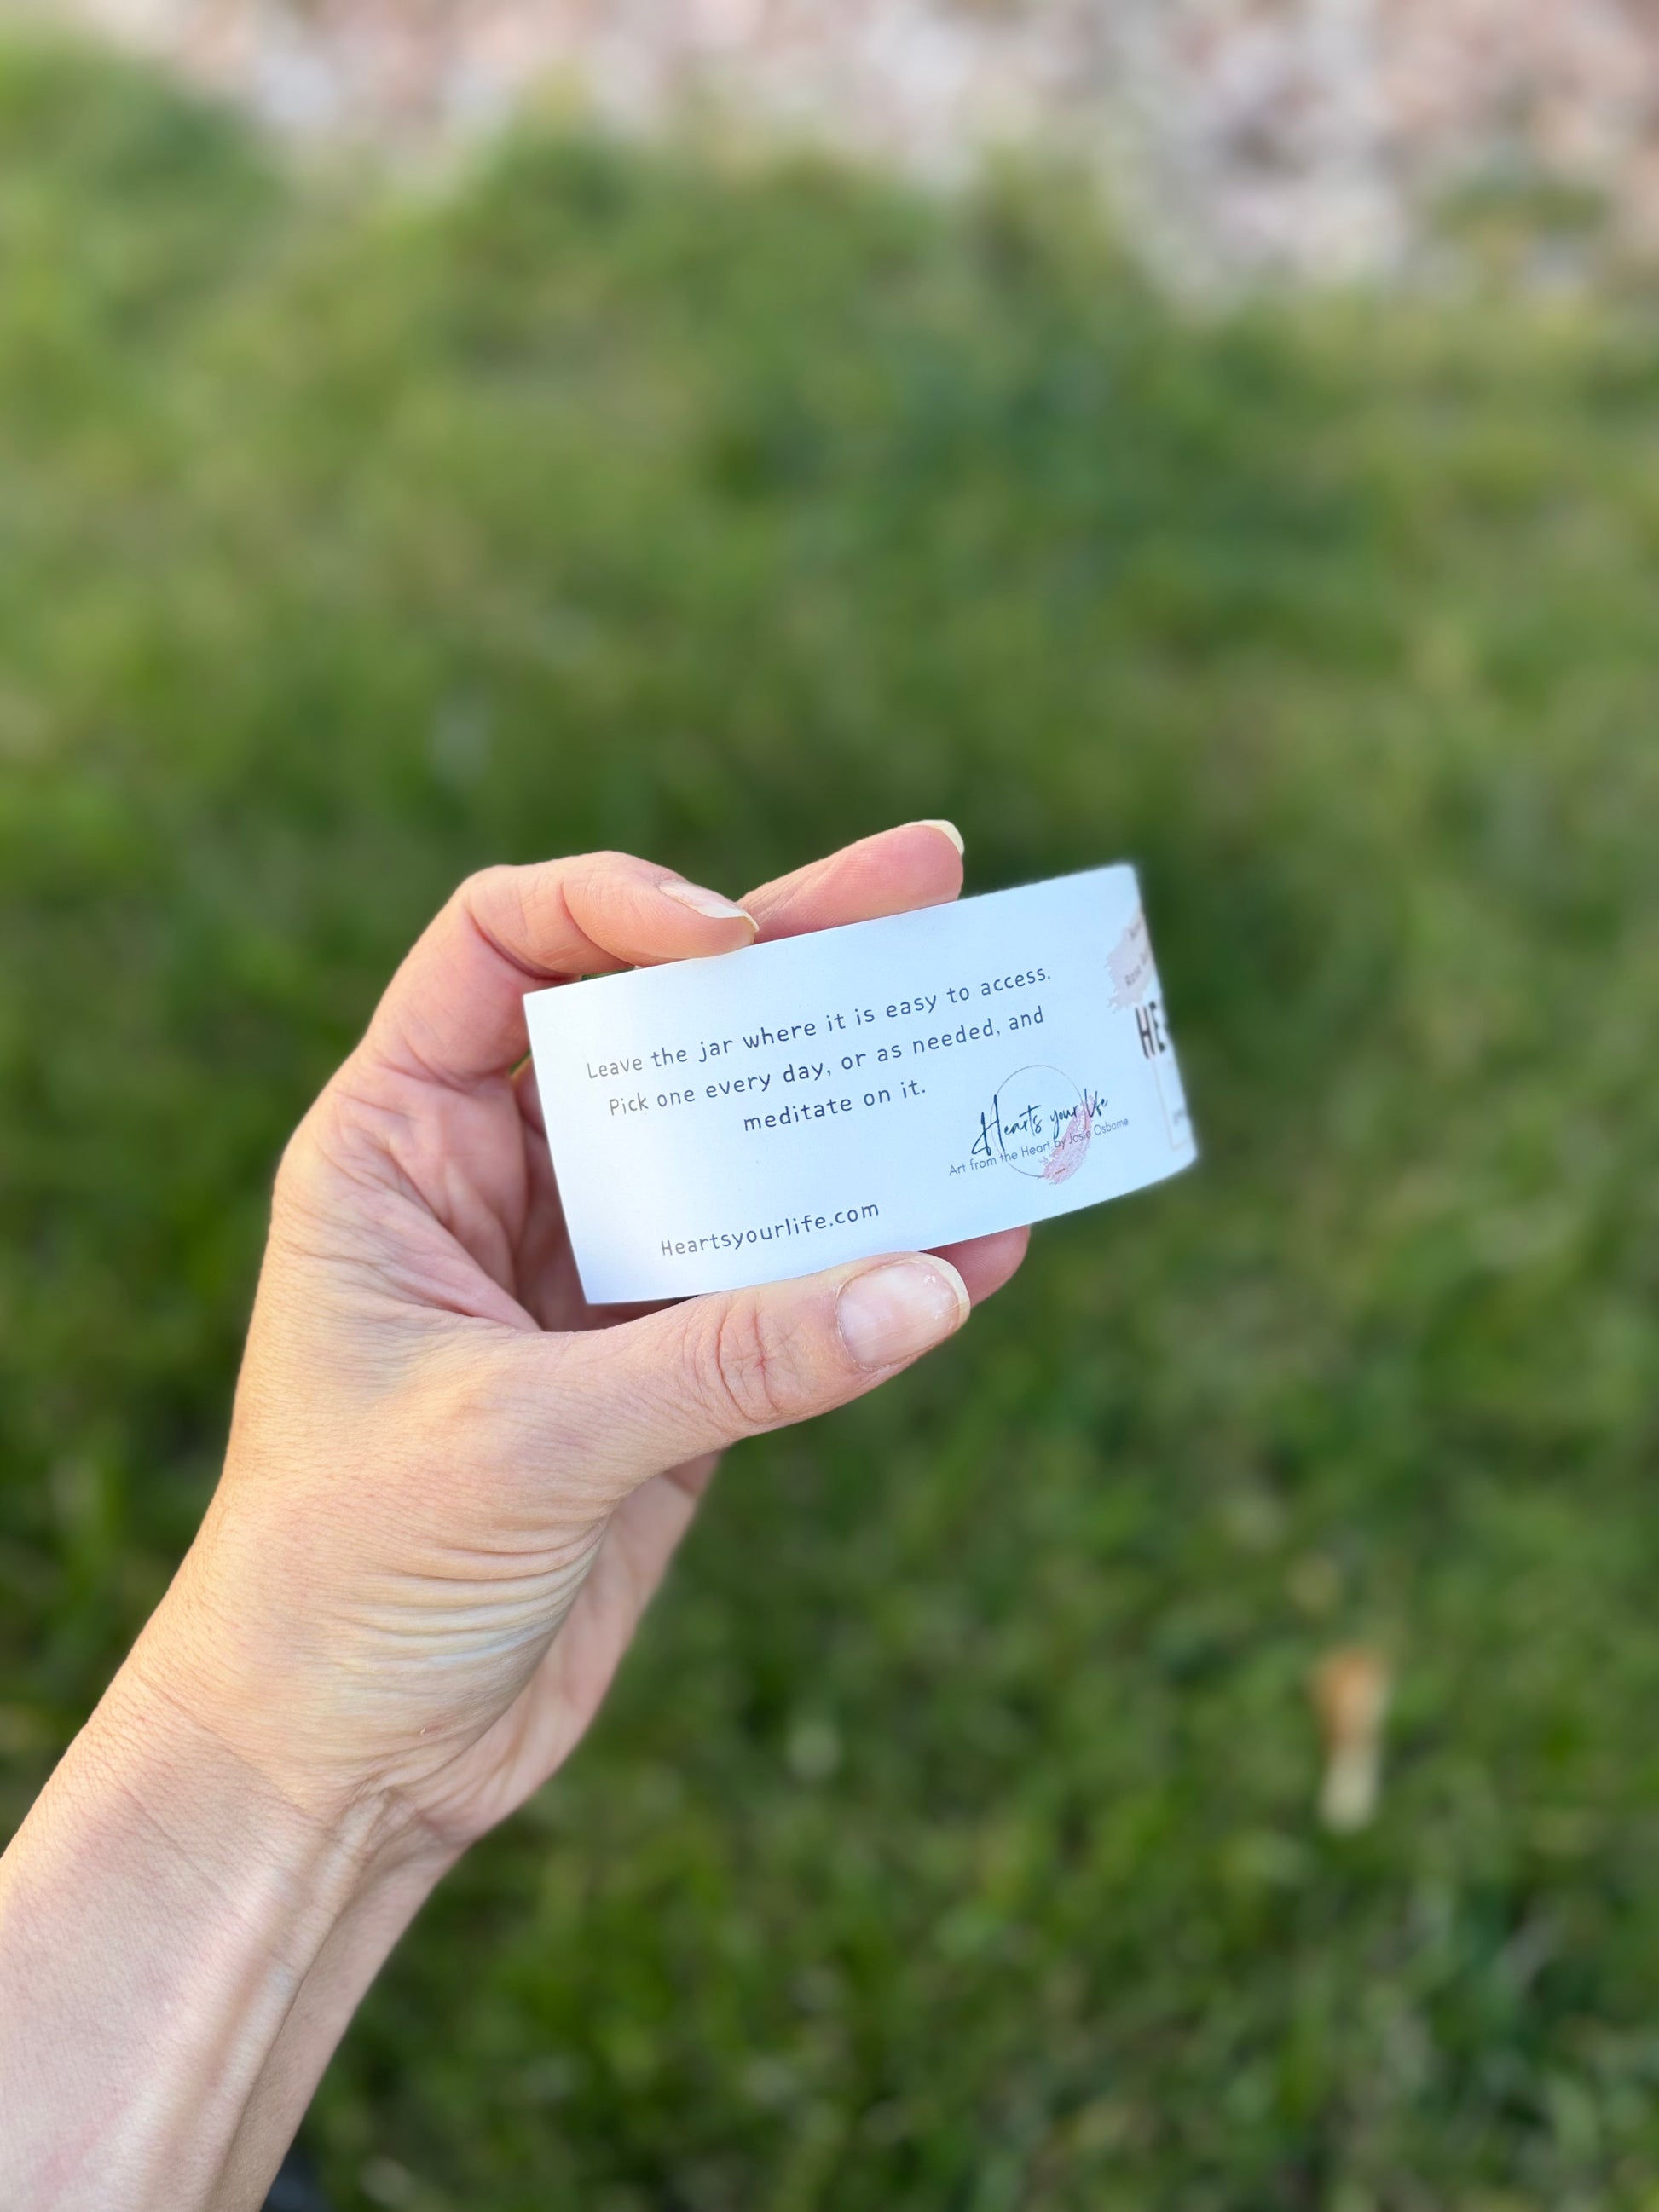 Leave the jar where it is easy to access.
Pick one every day, or as needed, and
meditate on it.
Hearts your life
Art from the Heart by Josie Osborne
Heartsyourlife.com
HE